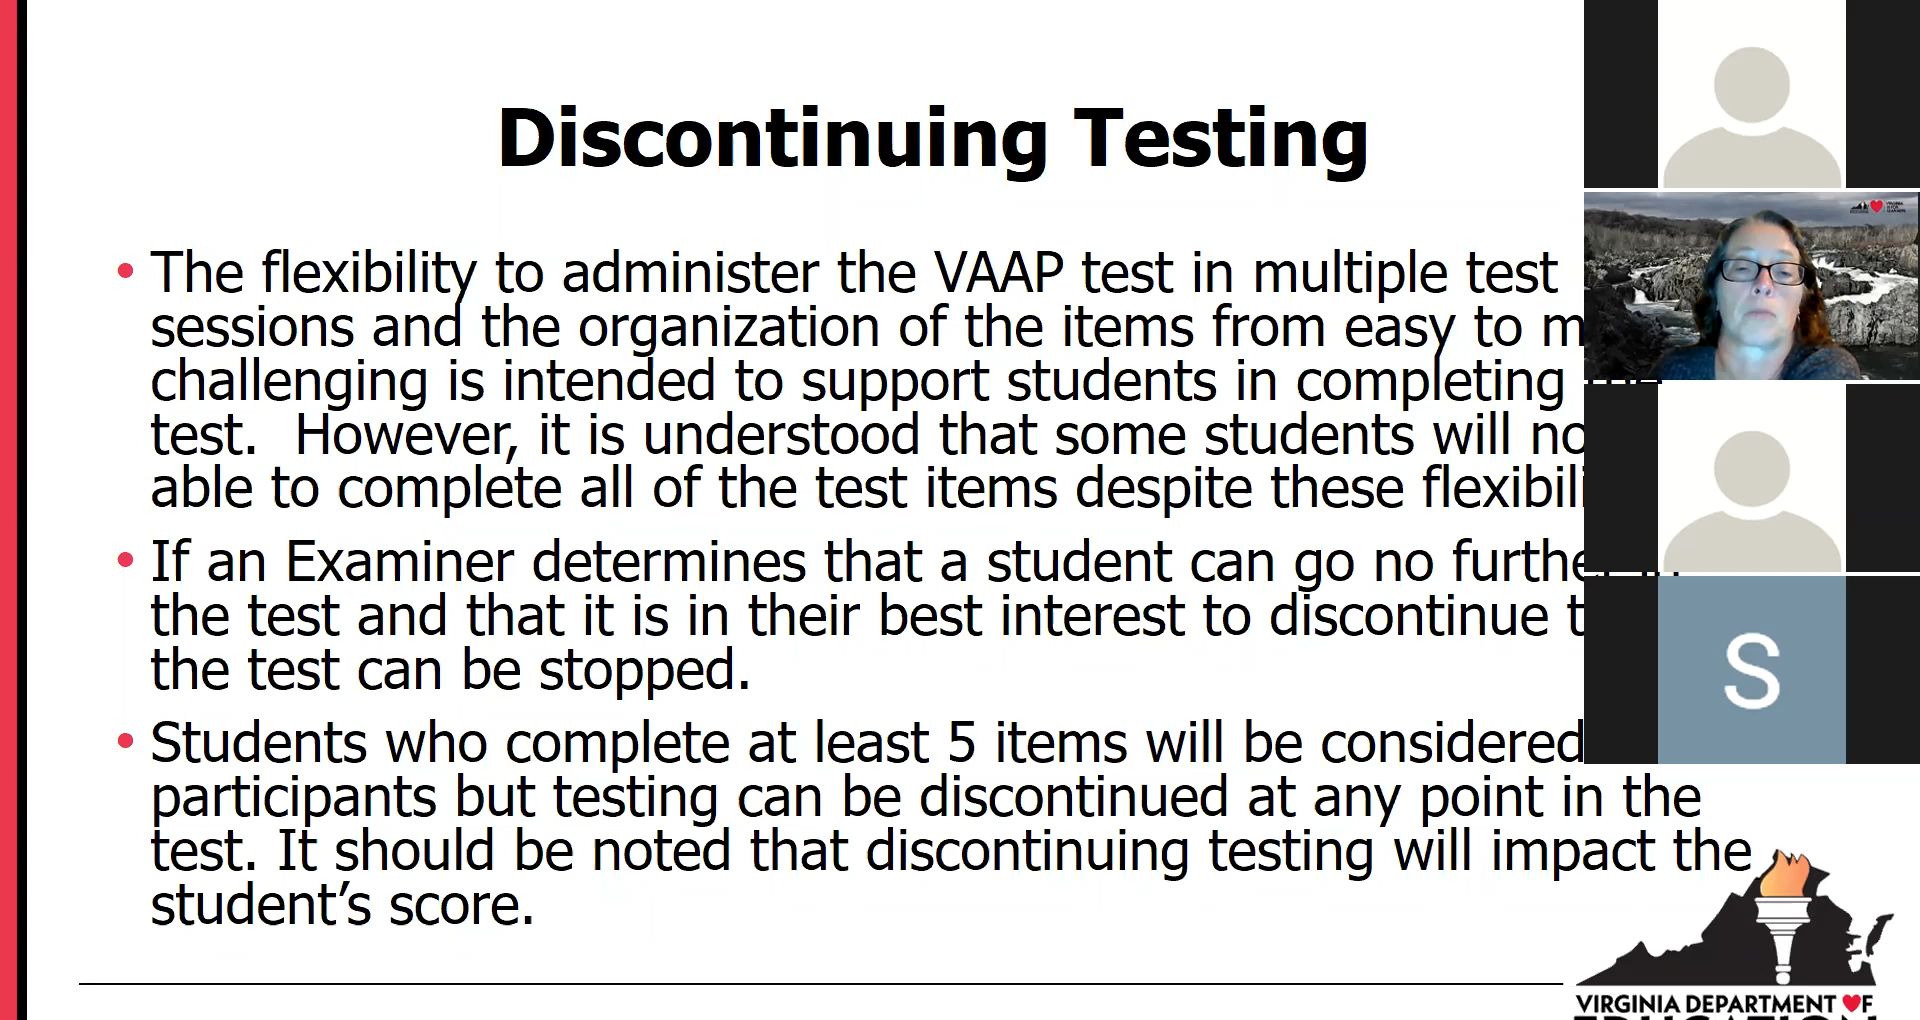 Discontinuing Testing
• The flexibility to administer the VAAP test in multiple test
sessions and the organization of the items from easy to
challenging is intended to support students in completing
test.  However, it is understood that some students will
able to complete all of the test items despite these
• If an Examiner determines that a student can go no further in
the test and that it is in their best interest to discontinue
the test can be stopped.
• Students who complete at least 5 items will be considered
participants but testing can be discontinued at any point in the
test. It should be noted that discontinuing testing will impact the
student’s score.
S
VIRGINIA DEPARTMENT OF
EDUCATION